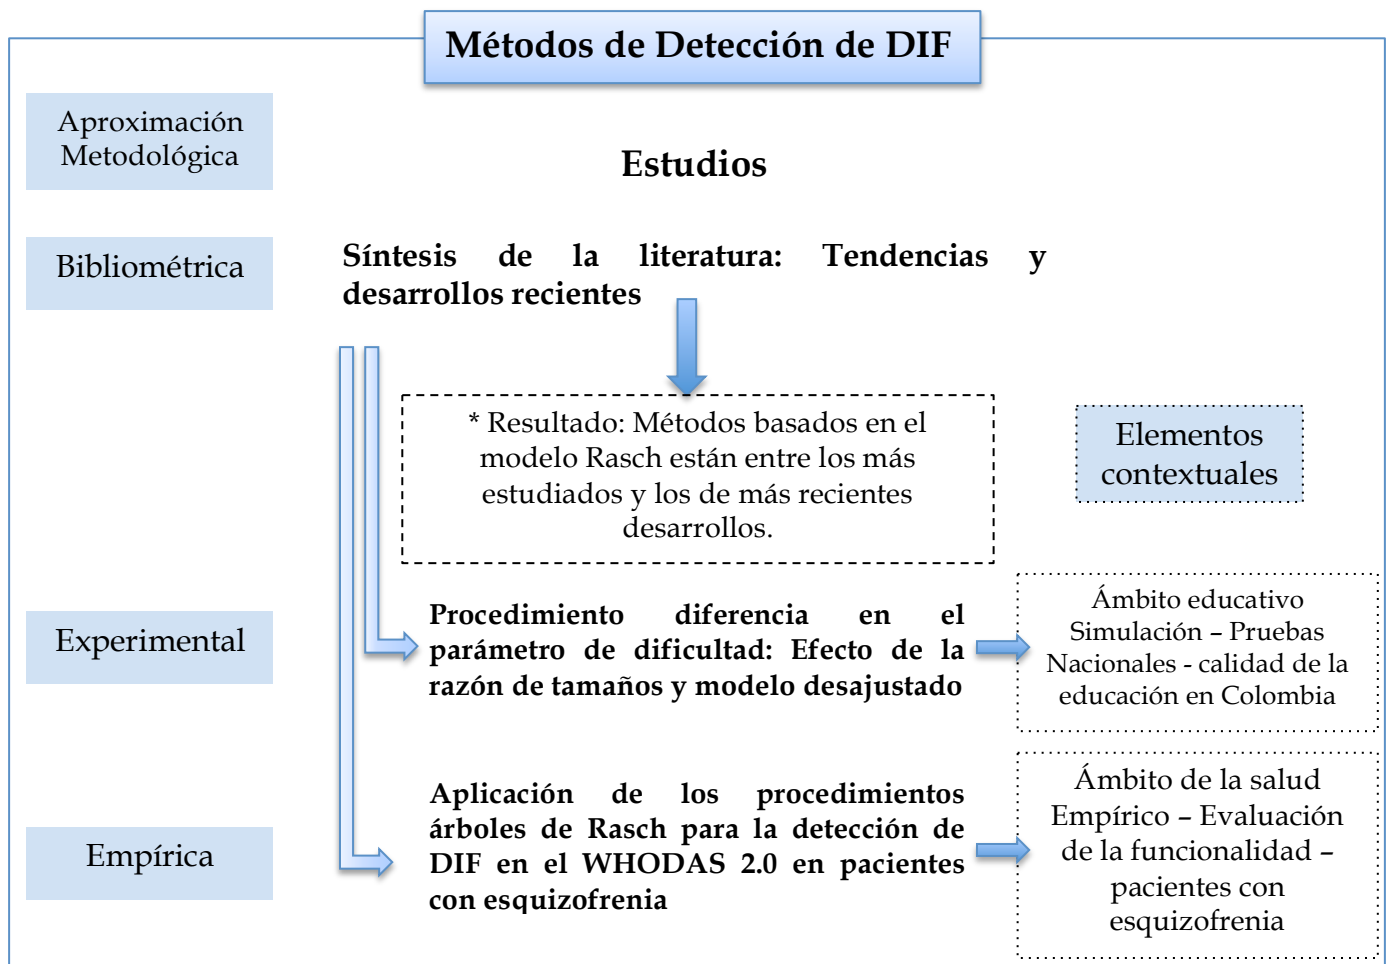 Métodos de Detección de DIF
Aproximación
Metodológica
Estudios
Bibliométrica
Síntesis de la literatura: Tendencias y
desarrollos recientes
* Resultado: Métodos basados en el
modelo Rasch están entre los más
estudiados y los de más recientes
desarrollos.
Elementos
contextuales
Experimental
Procedimiento diferencia en el
parámetro de dificultad: Efecto de la
razón de tamaños y modelo desajustado
Ámbito educativo
Simulación – Pruebas
Nacionales - calidad de la
educación en Colombia
Empírica
Aplicación de los procedimientos
árboles de Rasch para la detección de
DIF en el WHODAS 2.0 en pacientes
con esquizofrenia
Ámbito de la salud
Empírico – Evaluación
de la funcionalidad –
pacientes con
esquizofrenia